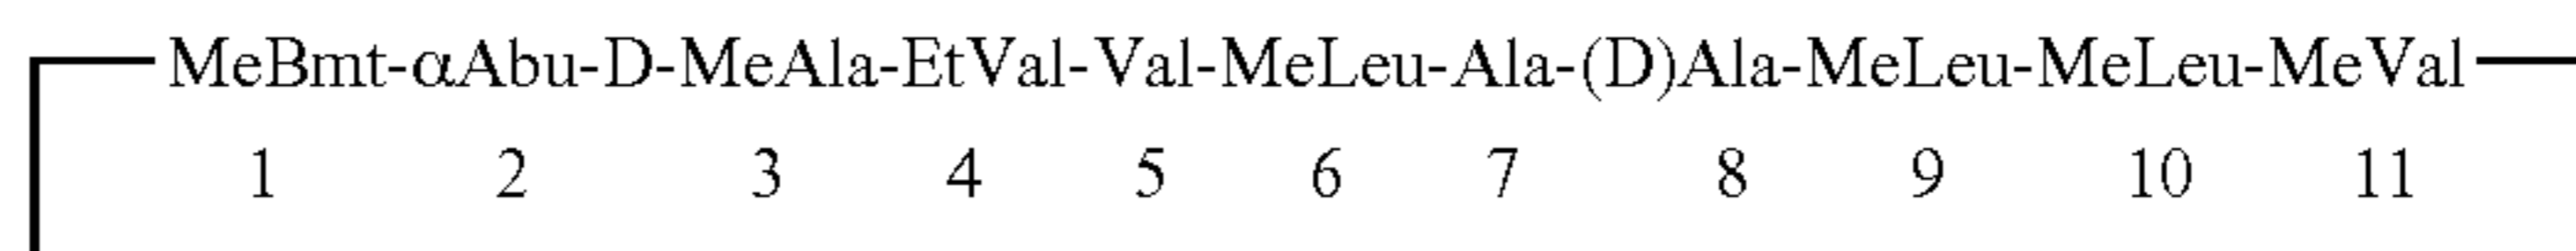 MeBmt-αAbu-D-MeAla-EtVal-Val-MeLeu-Ala-(D)Ala-MeLeu-MeLeu-MeVal
1 2 3 4 5 6 7 8 9 10 11